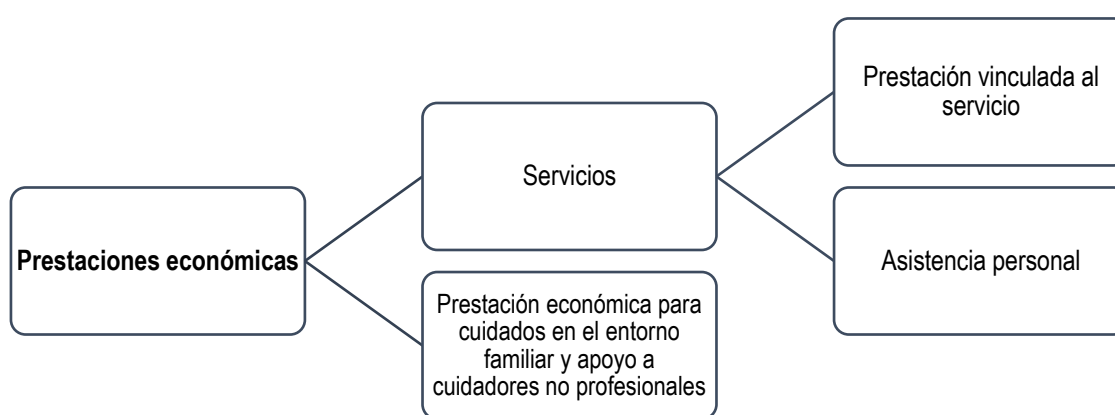 Prestaciones económicas
Servicios
Prestación económica para
cuidados en el entorno
familiar y apoyo a
cuidadores no profesionales
Prestación vinculada al
servicio
Asistencia personal